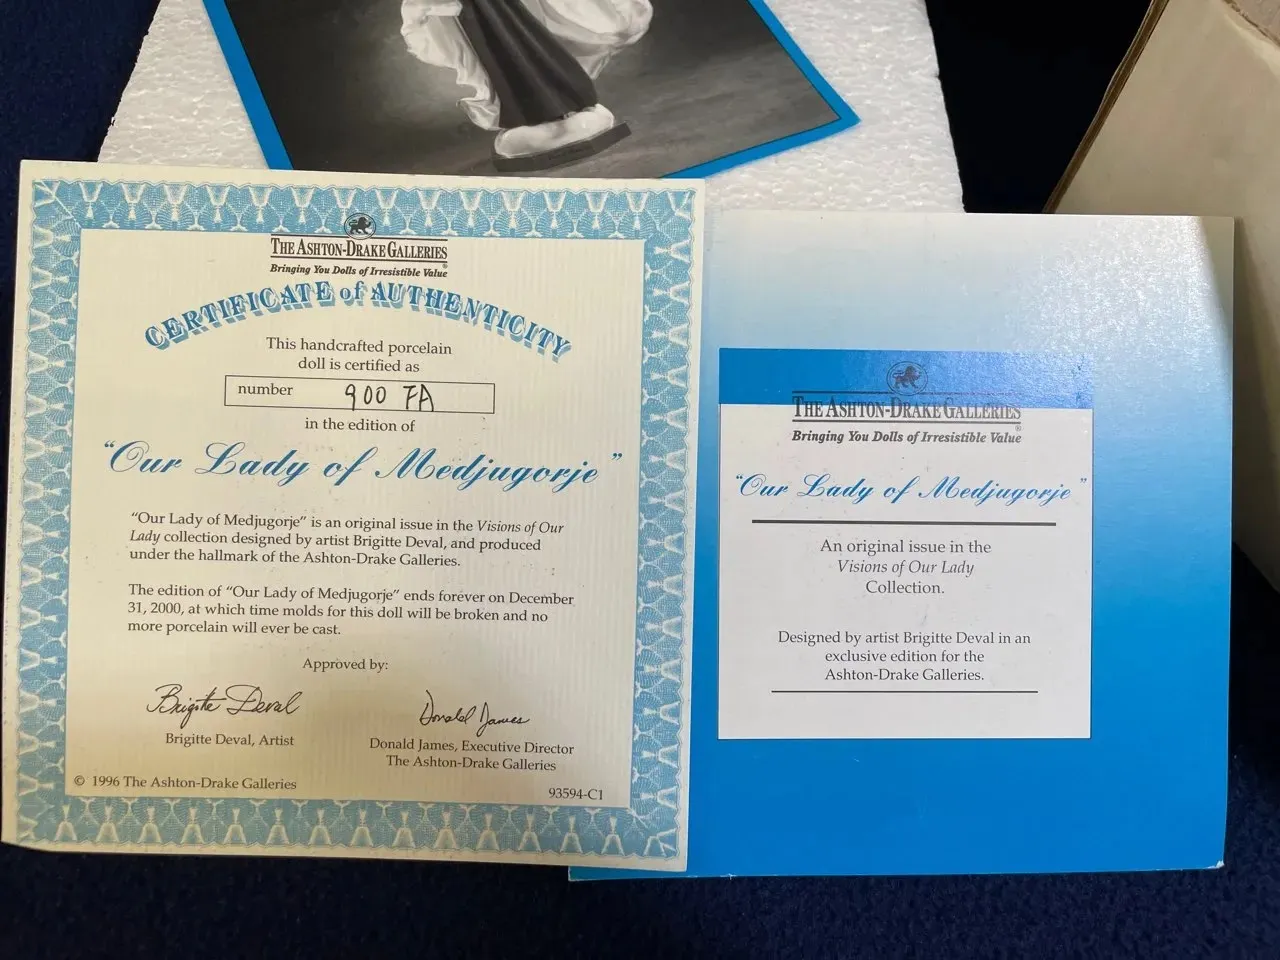 THE ASHTON-DRAKE GALLERIES
Bringing You Dolls of Irresistible Value®
CERTIFICATE of AUTHENTICITY
This handcrafted porcelain
doll is certified as
number 900 FA
in the edition of
"Our Lady of Medjugorje"
"Our Lady of Medjugorje" is an original issue in the Visions of Our
Lady collection designed by artist Brigitte Deval, and produced
under the hallmark of the Ashton-Drake Galleries.
The edition of "Our Lady of Medjugorje" ends forever on December
31, 2000, at which time molds for this doll will be broken and no
more porcelain will ever be cast.
Approved by:
Brigitte Deval
Brigitte Deval, Artist
Donald James
Donald James, Executive Director
The Ashton-Drake Galleries
© 1996 The Ashton-Drake Galleries
93594-C1
THE ASHTON-DRAKE GALLERIES
Bringing You Dolls of Irresistible Value®
"Our Lady of Medjugorje"
An original issue in the
Visions of Our Lady
Collection.
Designed by artist Brigitte Deval in an
exclusive edition for the
Ashton-Drake Galleries.